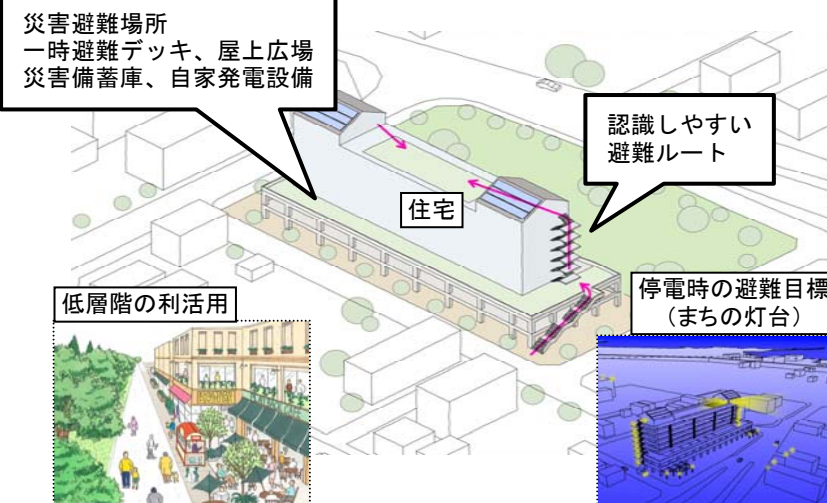 災害避難場所
一時避難デッキ、屋上広場
災害備蓄庫、自家発電設備
認識しやすい
避難ルート
住宅
低層階の利活用
停電時の避難目標
（まちの灯台）